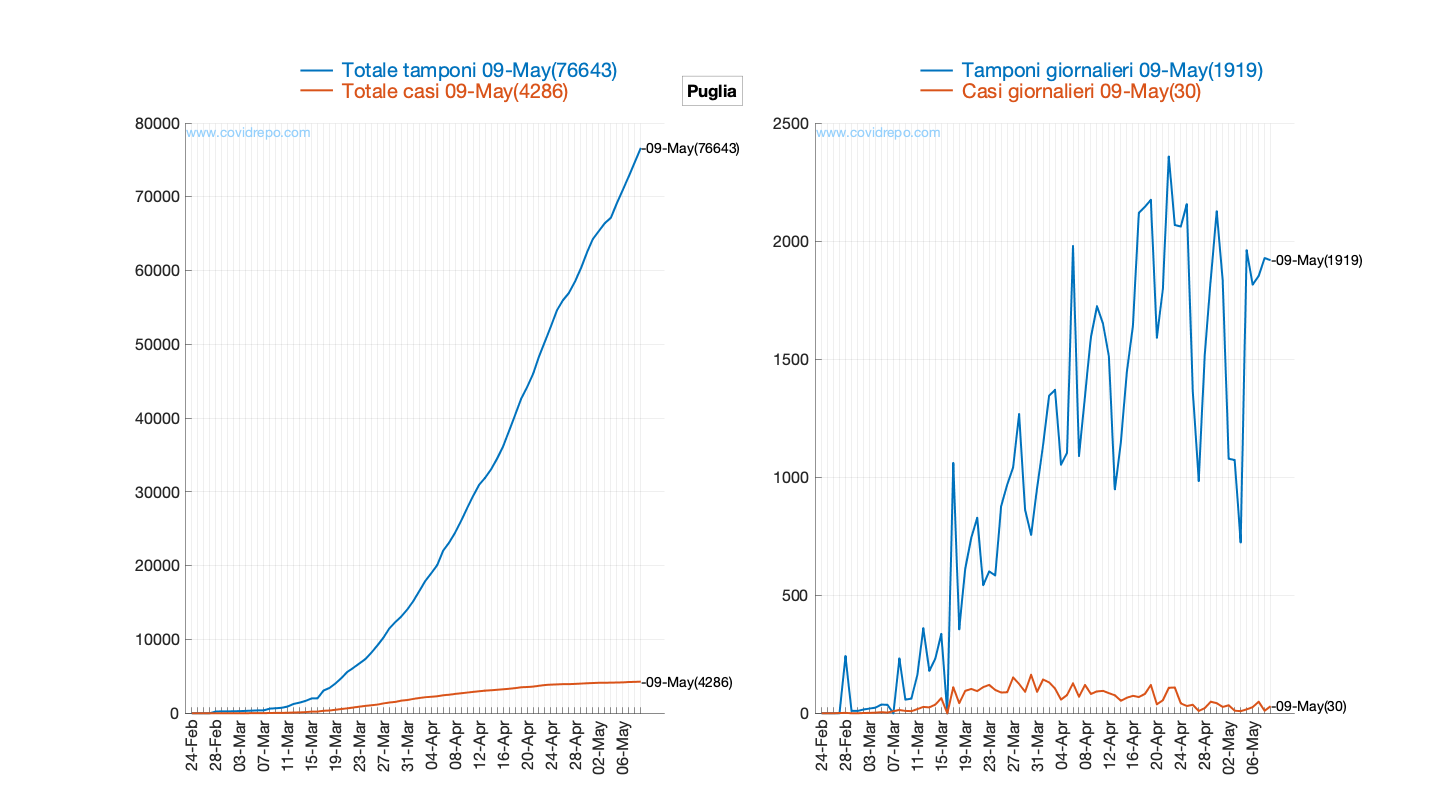 Totale tamponi 09-May(76643)
Totale casi 09-May(4286)
Puglia
Tamponi giornalieri 09-May(1919)
Casi giornalieri 09-May(30)
www.covidrepo.com
80000
70000
60000
50000
40000
30000
20000
10000
0
09-May(76643)
09-May(4286)
24-Feb
28-Feb
03-Mar
07-Mar
11-Mar
15-Mar
19-Mar
23-Mar
27-Mar
31-Mar
04-Apr
08-Apr
12-Apr
16-Apr
20-Apr
24-Apr
28-Apr
02-May
06-May
www.covidrepo.com
2500
2000
1500
1000
500
0
09-May(1919)
09-May(30)
24-Feb
28-Feb
03-Mar
07-Mar
11-Mar
15-Mar
19-Mar
23-Mar
27-Mar
31-Mar
04-Apr
08-Apr
12-Apr
16-Apr
20-Apr
24-Apr
28-Apr
02-May
06-May